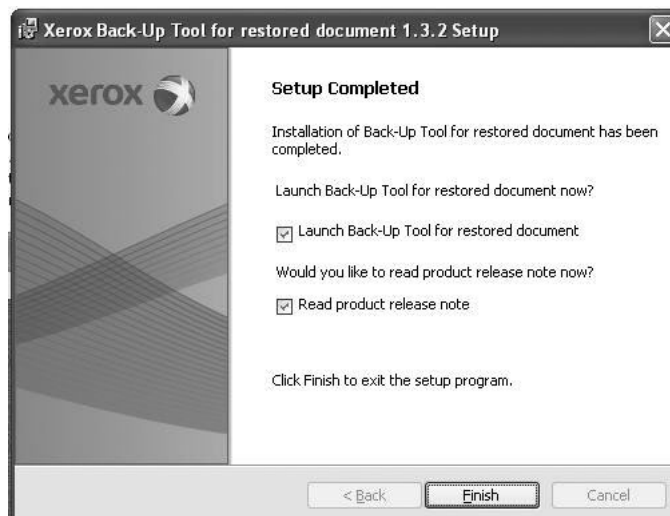 Xerox Back-Up Tool for restored document 1.3.2 Setup
xerox
Setup Completed
Installation of Back-Up Tool for restored document has been
completed.
Launch Back-Up Tool for restored document now?
Launch Back-Up Tool for restored document
Would you like to read product release note now?
Read product release note
Click Finish to exit the setup program.
< Back
Finish
Cancel